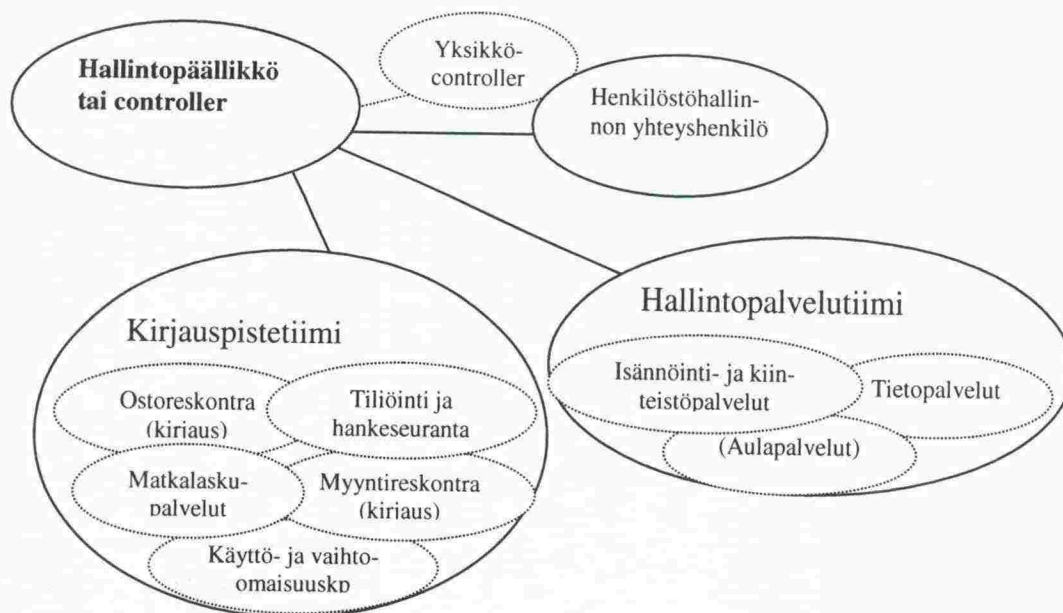 Hallintopäällikkö
tai controller
Yksikkö-
controller
Henkilöstöhallin-
non yhteyshenkilö
Kirjauspistetiimi
Ostoreskontra
(kirjaus)
Tiliöinti ja
hankeseuranta
Matkalasku-
palvelut
Myyntireskontra
(kirjaus)
Käyttö- ja vaihto-
omaisuuskp
Hallintopalvelutiimi
Isännöinti- ja kiin-
teistöpalvelut
Tietopalvelut
(Aulapalvelut)